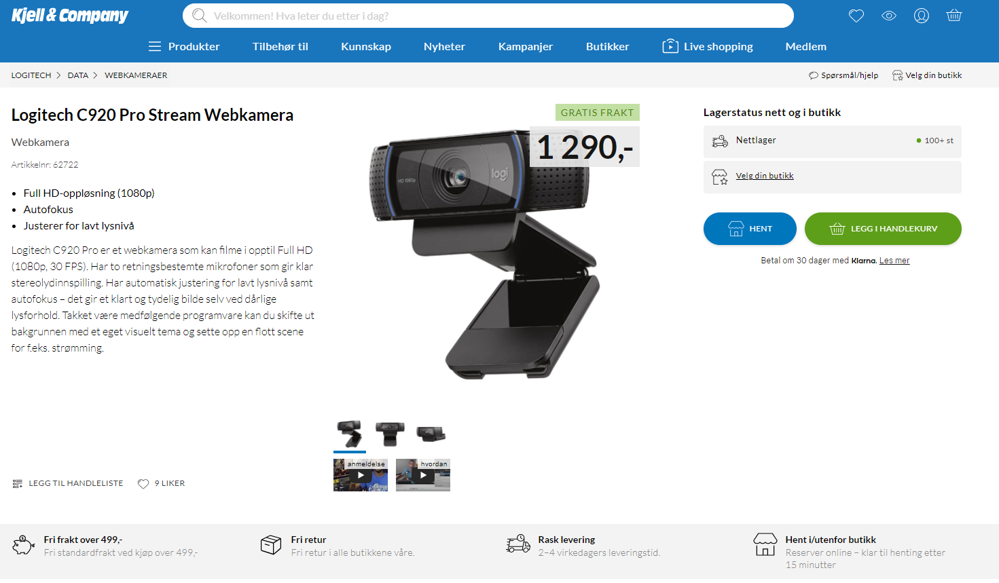 Kjell & Company
Velkommen! Hva leter du etter i dag?
Produkter
Tilbehør til
Kunnskap
Nyheter
Kampanjer
Butikker
Live shopping
Medlem
LOGITECH
DATA
WEBKAMERAER
Spørsmål/hjelp
Velg din butikk
Logitech C920 Pro Stream Webkamera
Webkamera
Artikkelnr: 62722
• Full HD-oppløsning (1080p)
• Autofokus
• Justerer for lavt lysnivå
Logitech C920 Pro er et webkamera som kan filme i opptil Full HD
(1080p, 30 FPS). Har to retningsbestemte mikrofoner som gir klar
stereolydinnspilling. Har automatisk justering for lavt lysnivå samt
autofokus – det gir et klart og tydelig bilde selv ved dårlige
lysforhold. Takket være medfølgende programvare kan du skifte ut
bakgrunnen med et eget visuelt tema og sette opp en flott scene
for f.eks. strømming.
LEGG TIL HANDLELISTE
9 LIKER
GRATIS FRAKT
1 290,-
HD 1080p
logi
anmeldelse
hvordan
Lagerstatus nett og i butikk
Nettlager
100+ st
Velg din butikk
HENT
LEGG I HANDLEKURV
Betal om 30 dager med Klarna. Les mer
Fri frakt over 499,-
Fri standardfrakt ved kjøp over 499,-
Fri retur
Fri retur i alle butikkene våre.
Rask levering
2–4 virkedagers leveringstid.
Hent i/utenfor butikk
Reserver online – klar til henting etter
15 minutter